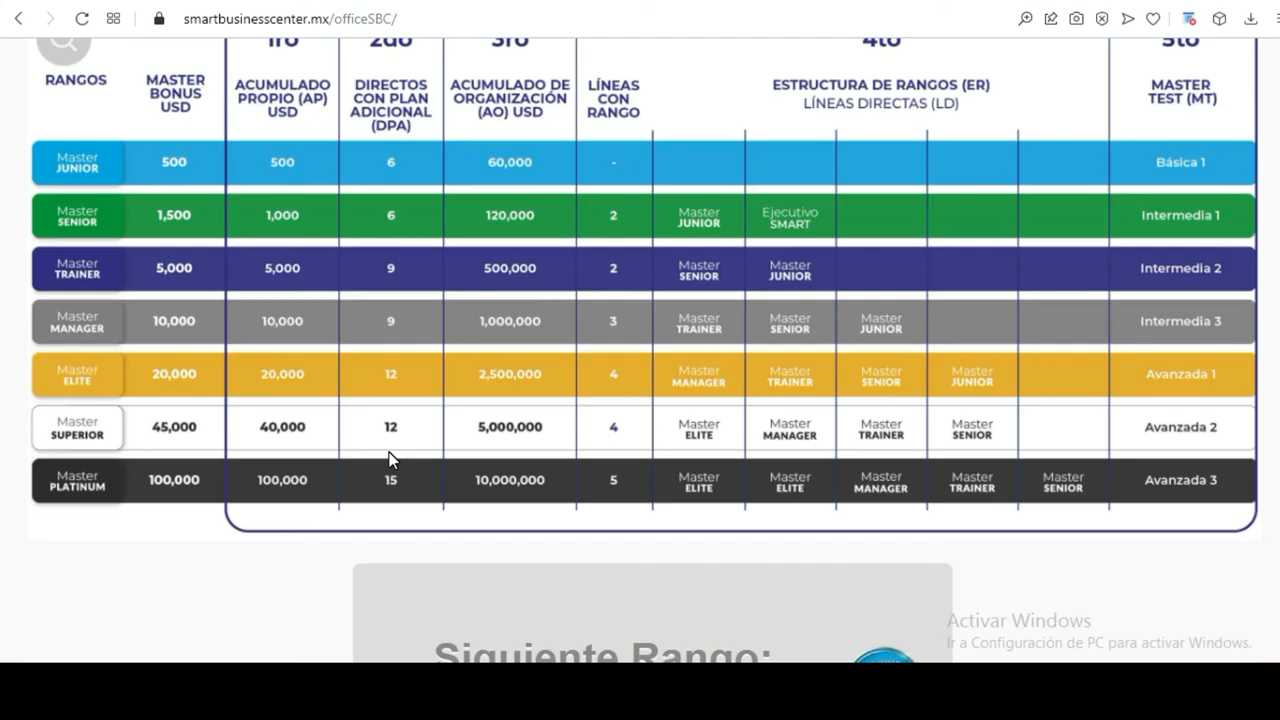 smartbusinesscenter.mx/officeSBC/
1ro 2do 3ro 4to 5to
RANGOS
MASTER
BONUS
USD
ACUMULADO
PROPIO (AP)
USD
DIRECTOS
CON PLAN
ADICIONAL
(DPA)
ACUMULADO DE
ORGANIZACIÓN
(AO) USD
LÍNEAS
CON
RANGO
ESTRUCTURA DE RANGOS (ER)
LÍNEAS DIRECTAS (LD)
MASTER
TEST (MT)
Master
JUNIOR
500 500 6 60,000 - Básica 1
Master
SENIOR
1,500 1,000 6 120,000 2
Master
JUNIOR
Ejecutivo
SMART
Intermedia 1
Master
TRAINER
5,000 5,000 9 500,000 2
Master
SENIOR
Master
JUNIOR
Intermedia 2
Master
MANAGER
10,000 10,000 9 1,000,000 3
Master
TRAINER
Master
SENIOR
Master
JUNIOR
Intermedia 3
Master
ELITE
20,000 20,000 12 2,500,000 4
Master
MANAGER
Master
TRAINER
Master
SENIOR
Master
JUNIOR
Avanzada 1
Master
SUPERIOR
45,000 40,000 12 5,000,000 4
Master
ELITE
Master
MANAGER
Master
TRAINER
Master
SENIOR
Avanzada 2
Master
PLATINUM
100,000 100,000 15 10,000,000 5
Master
ELITE
Master
ELITE
Master
MANAGER
Master
TRAINER
Master
SENIOR
Avanzada 3
Siguiente Rango:
Activar Windows
Ir a Configuración de PC para activar Windows.